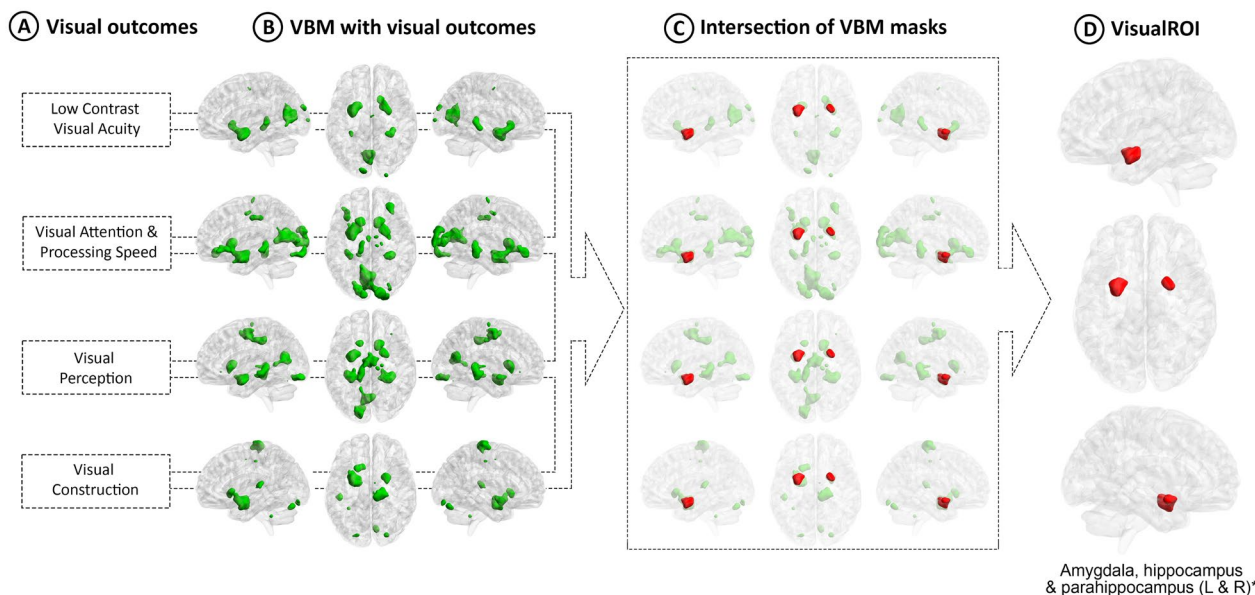 A Visual outcomes
B VBM with visual outcomes
C Intersection of VBM masks
D VisualROI
Low Contrast
Visual Acuity
Visual Attention &
Processing Speed
Visual
Perception
Visual
Construction
Amygdala, hippocampus
& parahippocampus (L & R)*